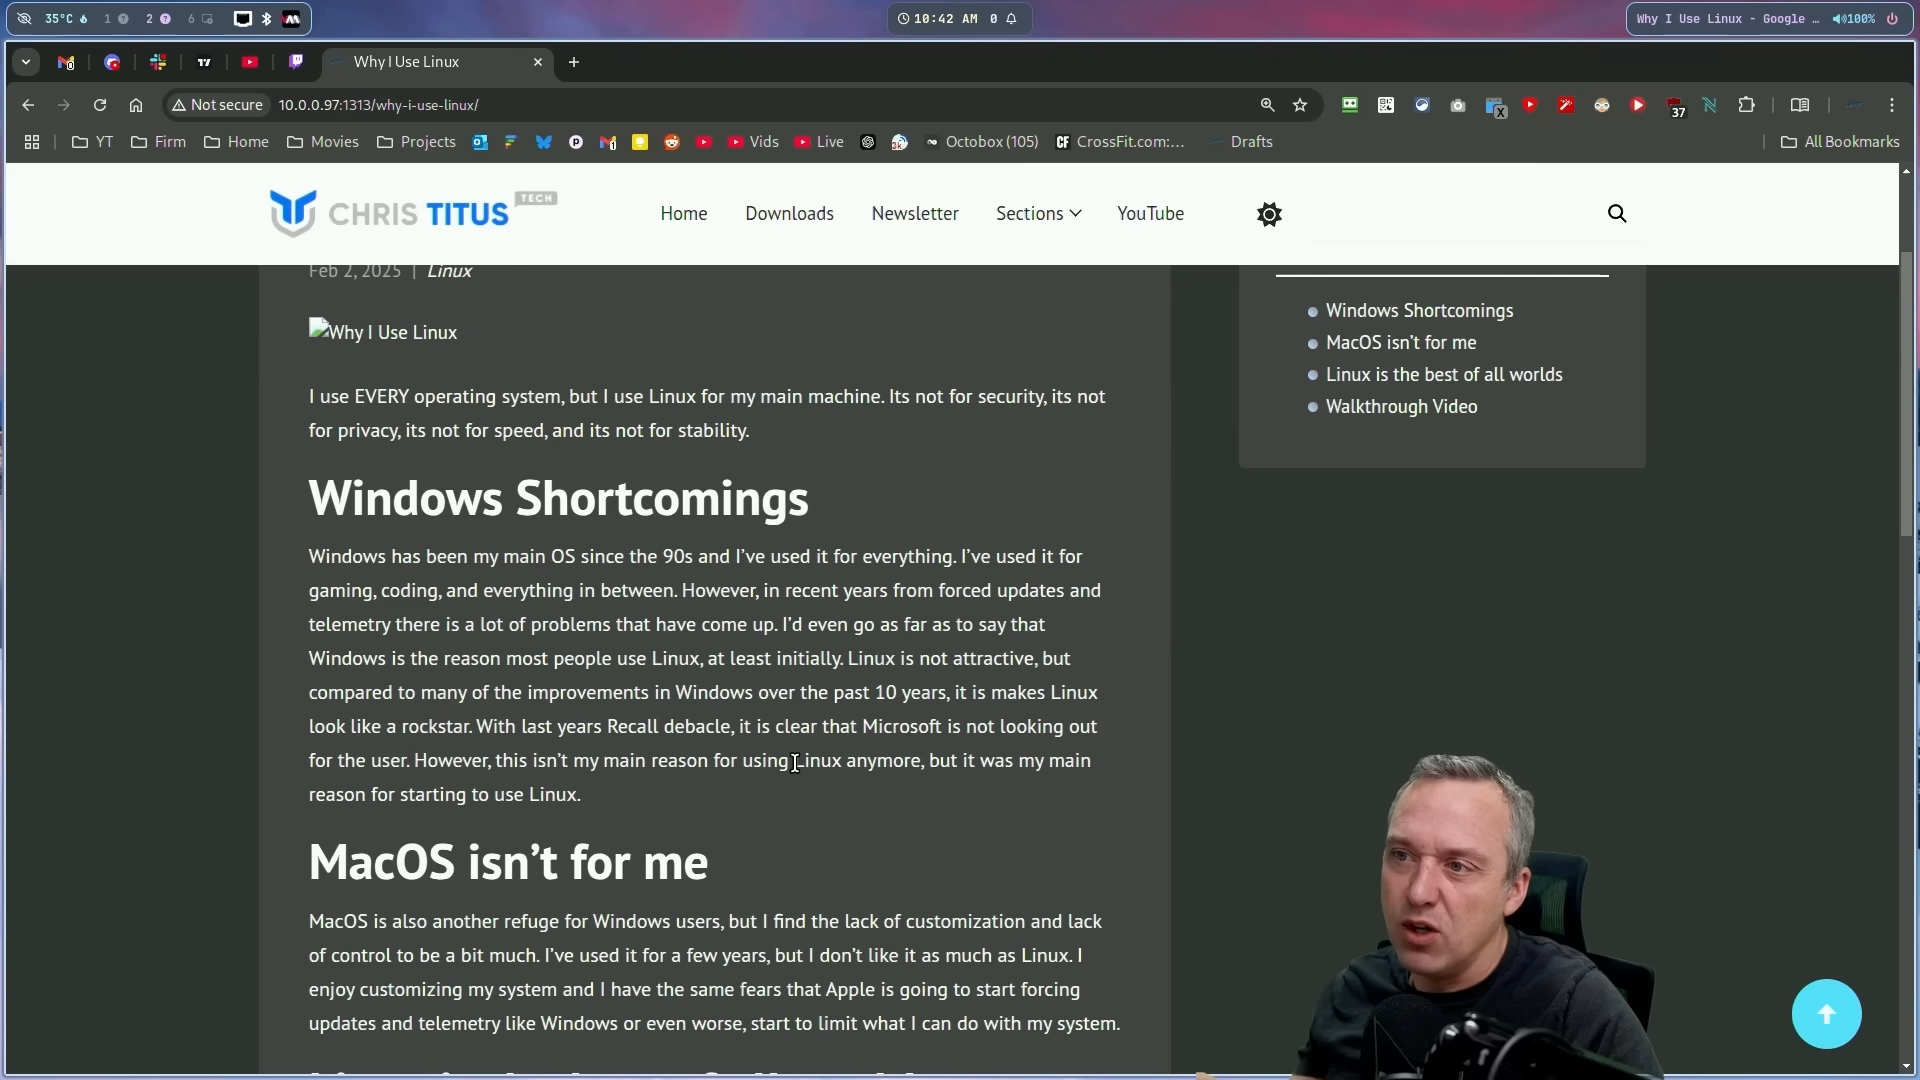 35°C 1 2 6
10:42 AM 0
Why I Use Linux - Google … 100%
Why I Use Linux
Not secure 10.0.0.97:1313/why-i-use-linux/
37
YT Firm Home Movies Projects Vids Live Octobox (105) CrossFit.com:... Drafts All Bookmarks
CHRIS TITUS TECH
Home Downloads Newsletter Sections YouTube
Feb 2, 2025 | Linux
Why I Use Linux
I use EVERY operating system, but I use Linux for my main machine. Its not for security, its not
for privacy, its not for speed, and its not for stability.
Windows Shortcomings
Windows has been my main OS since the 90s and I’ve used it for everything. I’ve used it for
gaming, coding, and everything in between. However, in recent years from forced updates and
telemetry there is a lot of problems that have come up. I’d even go as far as to say that
Windows is the reason most people use Linux, at least initially. Linux is not attractive, but
compared to many of the improvements in Windows over the past 10 years, it is makes Linux
look like a rockstar. With last years Recall debacle, it is clear that Microsoft is not looking out
for the user. However, this isn’t my main reason for using Linux anymore, but it was my main
reason for starting to use Linux.
MacOS isn’t for me
MacOS is also another refuge for Windows users, but I find the lack of customization and lack
of control to be a bit much. I’ve used it for a few years, but I don’t like it as much as Linux. I
enjoy customizing my system and I have the same fears that Apple is going to start forcing
updates and telemetry like Windows or even worse, start to limit what I can do with my system.
Windows Shortcomings
MacOS isn’t for me
Linux is the best of all worlds
Walkthrough Video